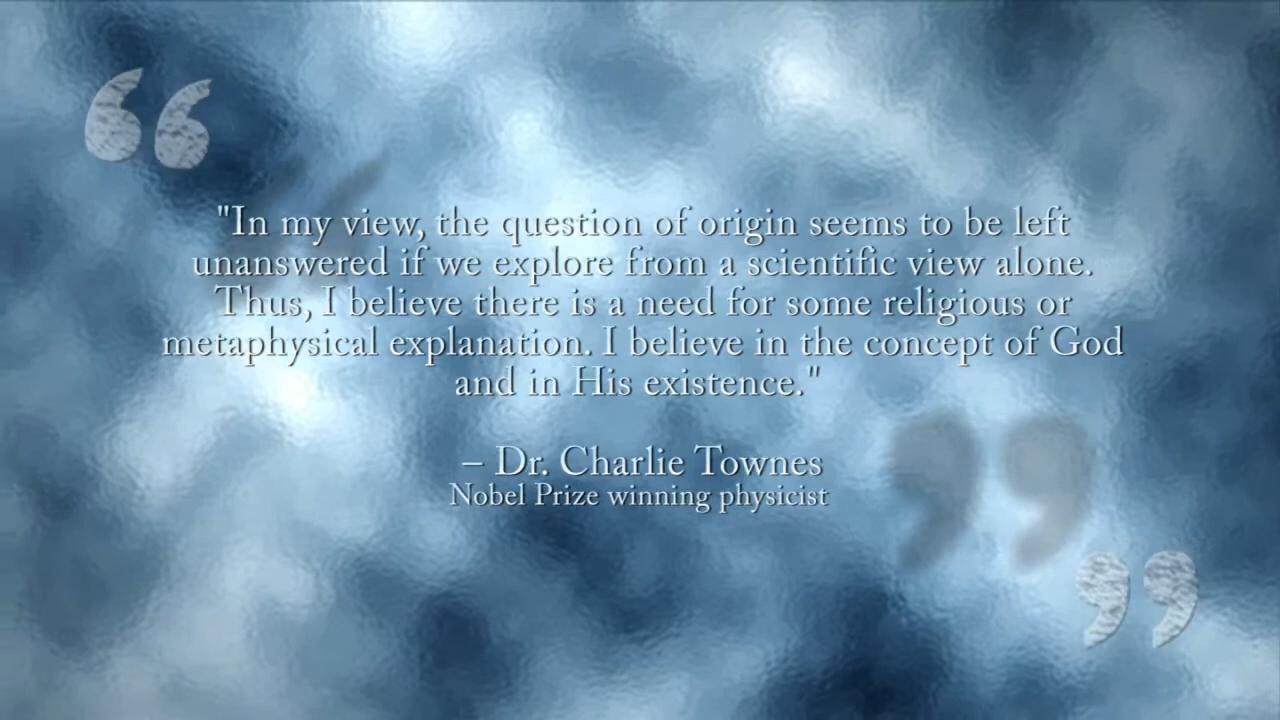 "In my view, the question of origin seems to be left
unanswered if we explore from a scientific view alone.
Thus, I believe there is a need for some religious or
metaphysical explanation. I believe in the concept of God
and in His existence."
– Dr. Charlie Townes
Nobel Prize winning physicist